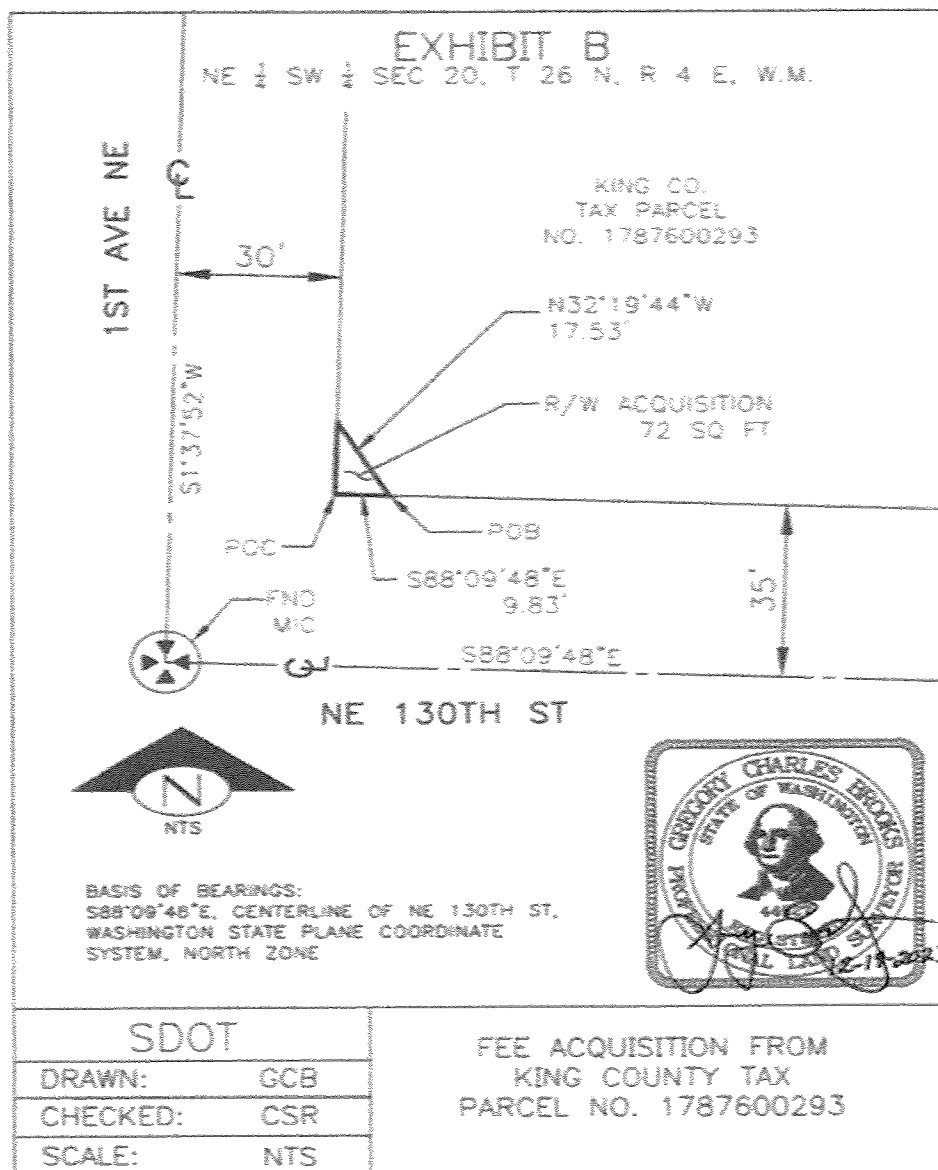 EXHIBIT B
NE ¼ SW ¼ SEC 20, T 26 N, R 4 E, W.M.
1ST AVE NE
KING CO.
TAX PARCEL
NO. 1787600293
30'
N32°19'44"W
17.53'
S1°37'52"W
R/W ACQUISITION
72 SQ FT
POC
POB
S88°09'48"E
9.83'
35'
FND
MIC
S88°09'48"E
NE 130TH ST
N
NTS
GREGORY CHARLES BROOKS
STATE OF WASHINGTON
LAND SURVEYOR
BASIS OF BEARINGS:
S88°09'48"E, CENTERLINE OF NE 130TH ST,
WASHINGTON STATE PLANE COORDINATE
SYSTEM, NORTH ZONE
SDOT
DRAWN: GCB
CHECKED: CSR
SCALE: NTS
FEE ACQUISITION FROM
KING COUNTY TAX
PARCEL NO. 1787600293